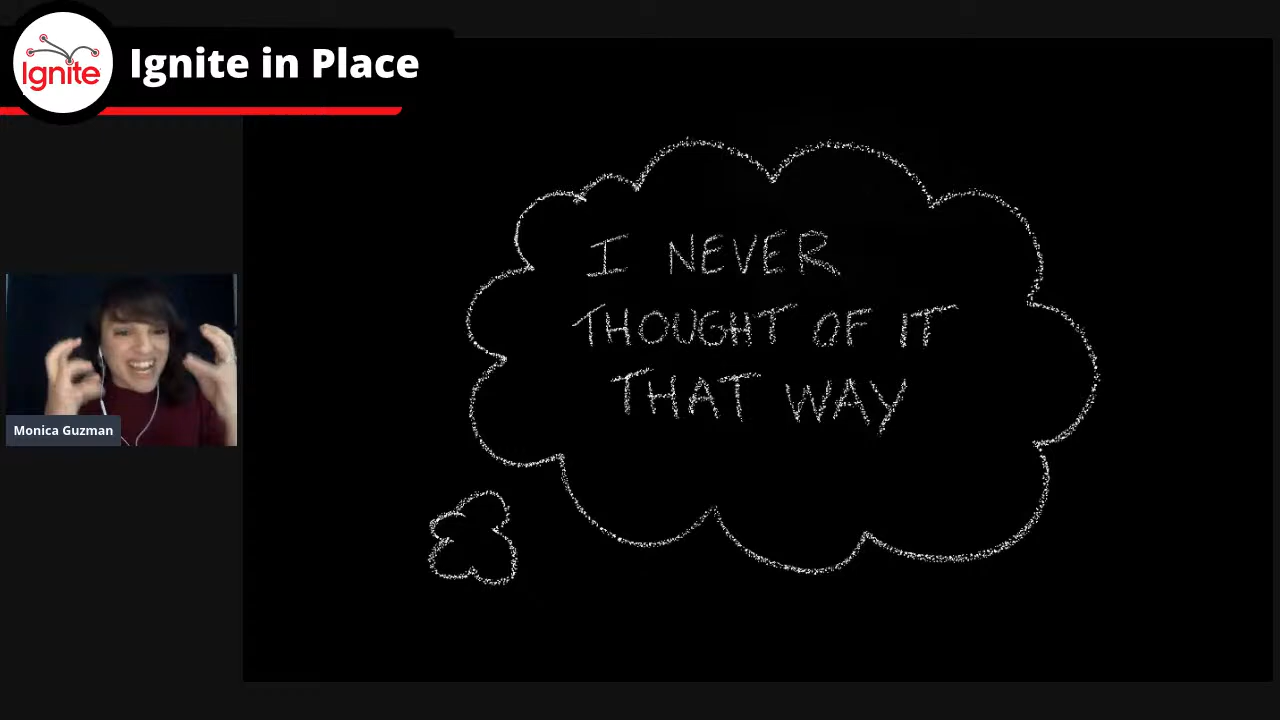 Ignite
Ignite in Place
I NEVER
THOUGHT OF IT
THAT WAY
Monica Guzman